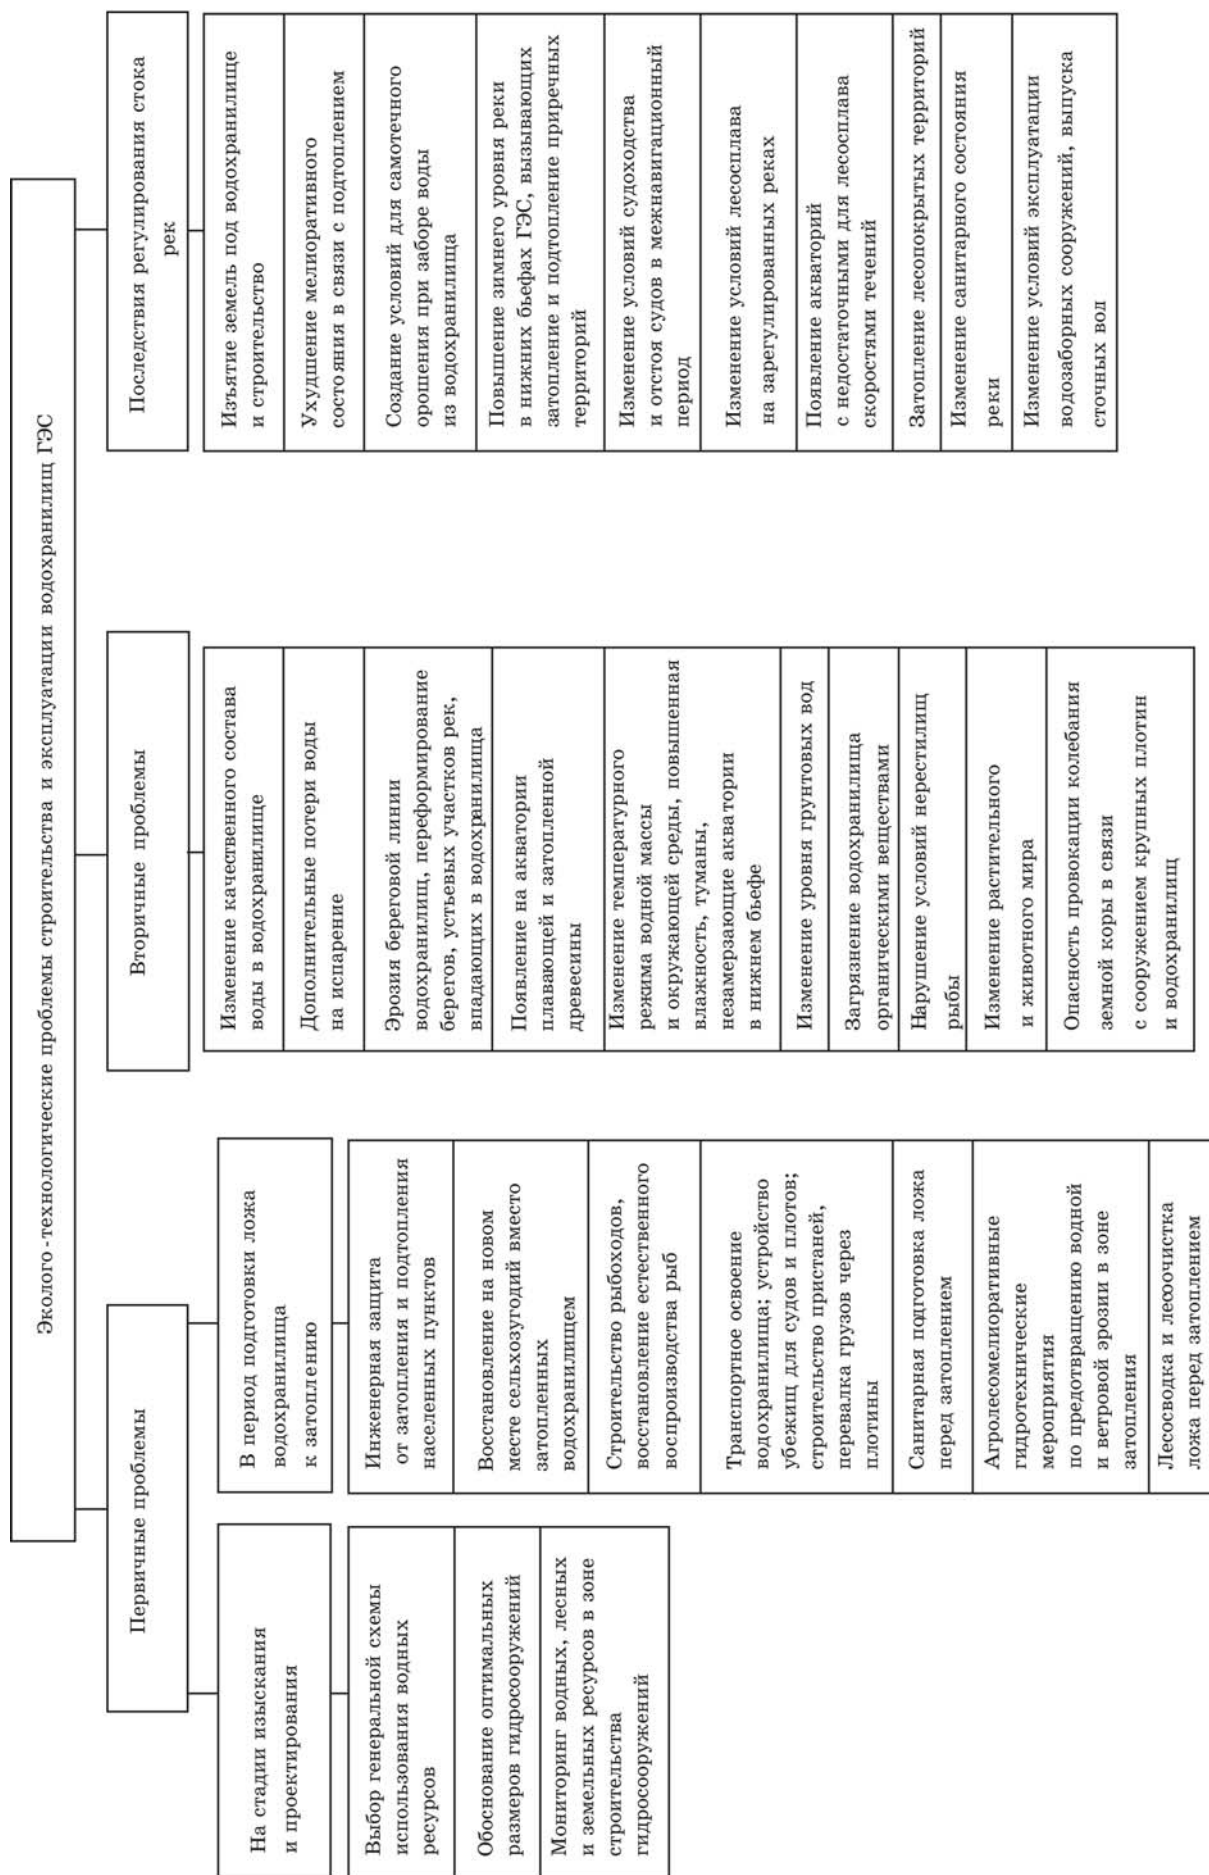 Эколого-технологические проблемы строительства и эксплуатации водохранилищ ГЭС
Первичные проблемы
На стадии изыскания
и проектирования
Выбор генеральной схемы
использования водных
ресурсов
Обоснование оптимальных
размеров гидросооружений
Мониторинг водных, лесных
и земельных ресурсов в зоне
строительства
гидросооружений
В период подготовки ложа
водохранилища
к затоплению
Инженерная защита
от затопления и подтопления
населенных пунктов
Восстановление на новом
месте сельхозугодий вместо
затопленных
водохранилищем
Строительство рыбоходов,
восстановление естественного
воспроизводства рыб
Транспортное освоение
водохранилища; устройство
убежищ для судов и плотов;
строительство пристаней,
перевалка грузов через
плотины
Санитарная подготовка ложа
перед затоплением
Агролесомелиоративные
гидротехнические
мероприятия
по предотвращению водной
и ветровой эрозии в зоне
затопления
Лесосводка и лесоочистка
ложа перед затоплением
Вторичные проблемы
Изменение качественного состава
воды в водохранилище
Дополнительные потери воды
на испарение
Эрозия береговой линии
водохранилищ, переформирование
берегов, устьевых участков рек,
впадающих в водохранилища
Появление на акватории
плавающей и затопленной
древесины
Изменение температурного
режима водной массы
и окружающей среды, повышенная
влажность, туманы,
незамерзающие акватории
в нижнем бьефе
Изменение уровня грунтовых вод
Загрязнение водохранилища
органическими веществами
Нарушение условий нерестилищ
рыбы
Изменение растительного
и животного мира
Опасность провокации колебания
земной коры в связи
с сооружением крупных плотин
и водохранилищ
Последствия регулирования стока
рек
Изъятие земель под водохранилище
и строительство
Ухудшение мелиоративного
состояния в связи с подтоплением
Создание условий для самотечного
орошения при заборе воды
из водохранилища
Повышение зимнего уровня реки
в нижних бьефах ГЭС, вызывающих
затопление и подтопление приречных
территорий
Изменение условий судоходства
и отстоя судов в межнавигационный
период
Изменение условий лесосплава
на зарегулированных реках
Появление акваторий
с недостаточными для лесосплава
скоростями течений
Затопление лесопокрытых территорий
Изменение санитарного состояния
реки
Изменение условий эксплуатации
водозаборных сооружений, выпуска
сточных вод